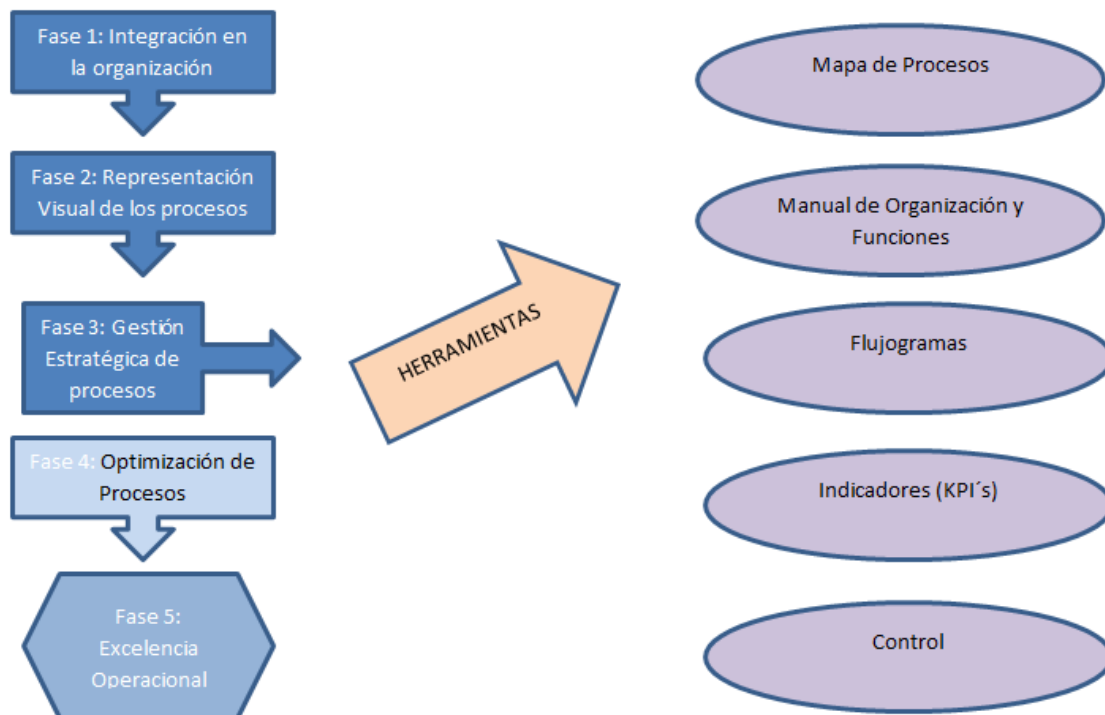 Fase 1: Integración en
la organización
Fase 2: Representación
Visual de los procesos
Fase 3: Gestión
Estratégica de
procesos
Fase 4: Optimización de
Procesos
Fase 5:
Excelencia
Operacional
HERRAMIENTAS
Mapa de Procesos
Manual de Organización y
Funciones
Flujogramas
Indicadores (KPI´s)
Control